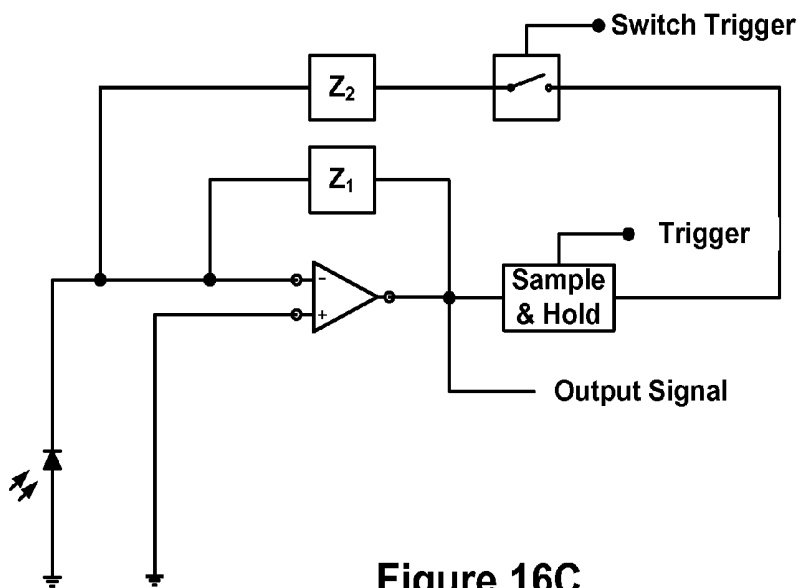 Switch Trigger
Z₂
Z₁
Trigger
Sample
& Hold
-
+
Output Signal
Figure 16C